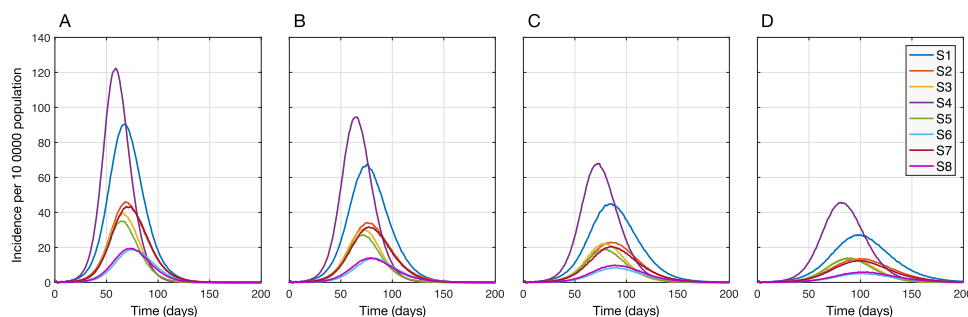 A B C D
140
120
100
80
60
40
20
0
Incidence per 10 0000 population
0 50 100 150 200
0 50 100 150 200
0 50 100 150 200
0 50 100 150 200
Time (days) Time (days) Time (days) Time (days)
S1
S2
S3
S4
S5
S6
S7
S8